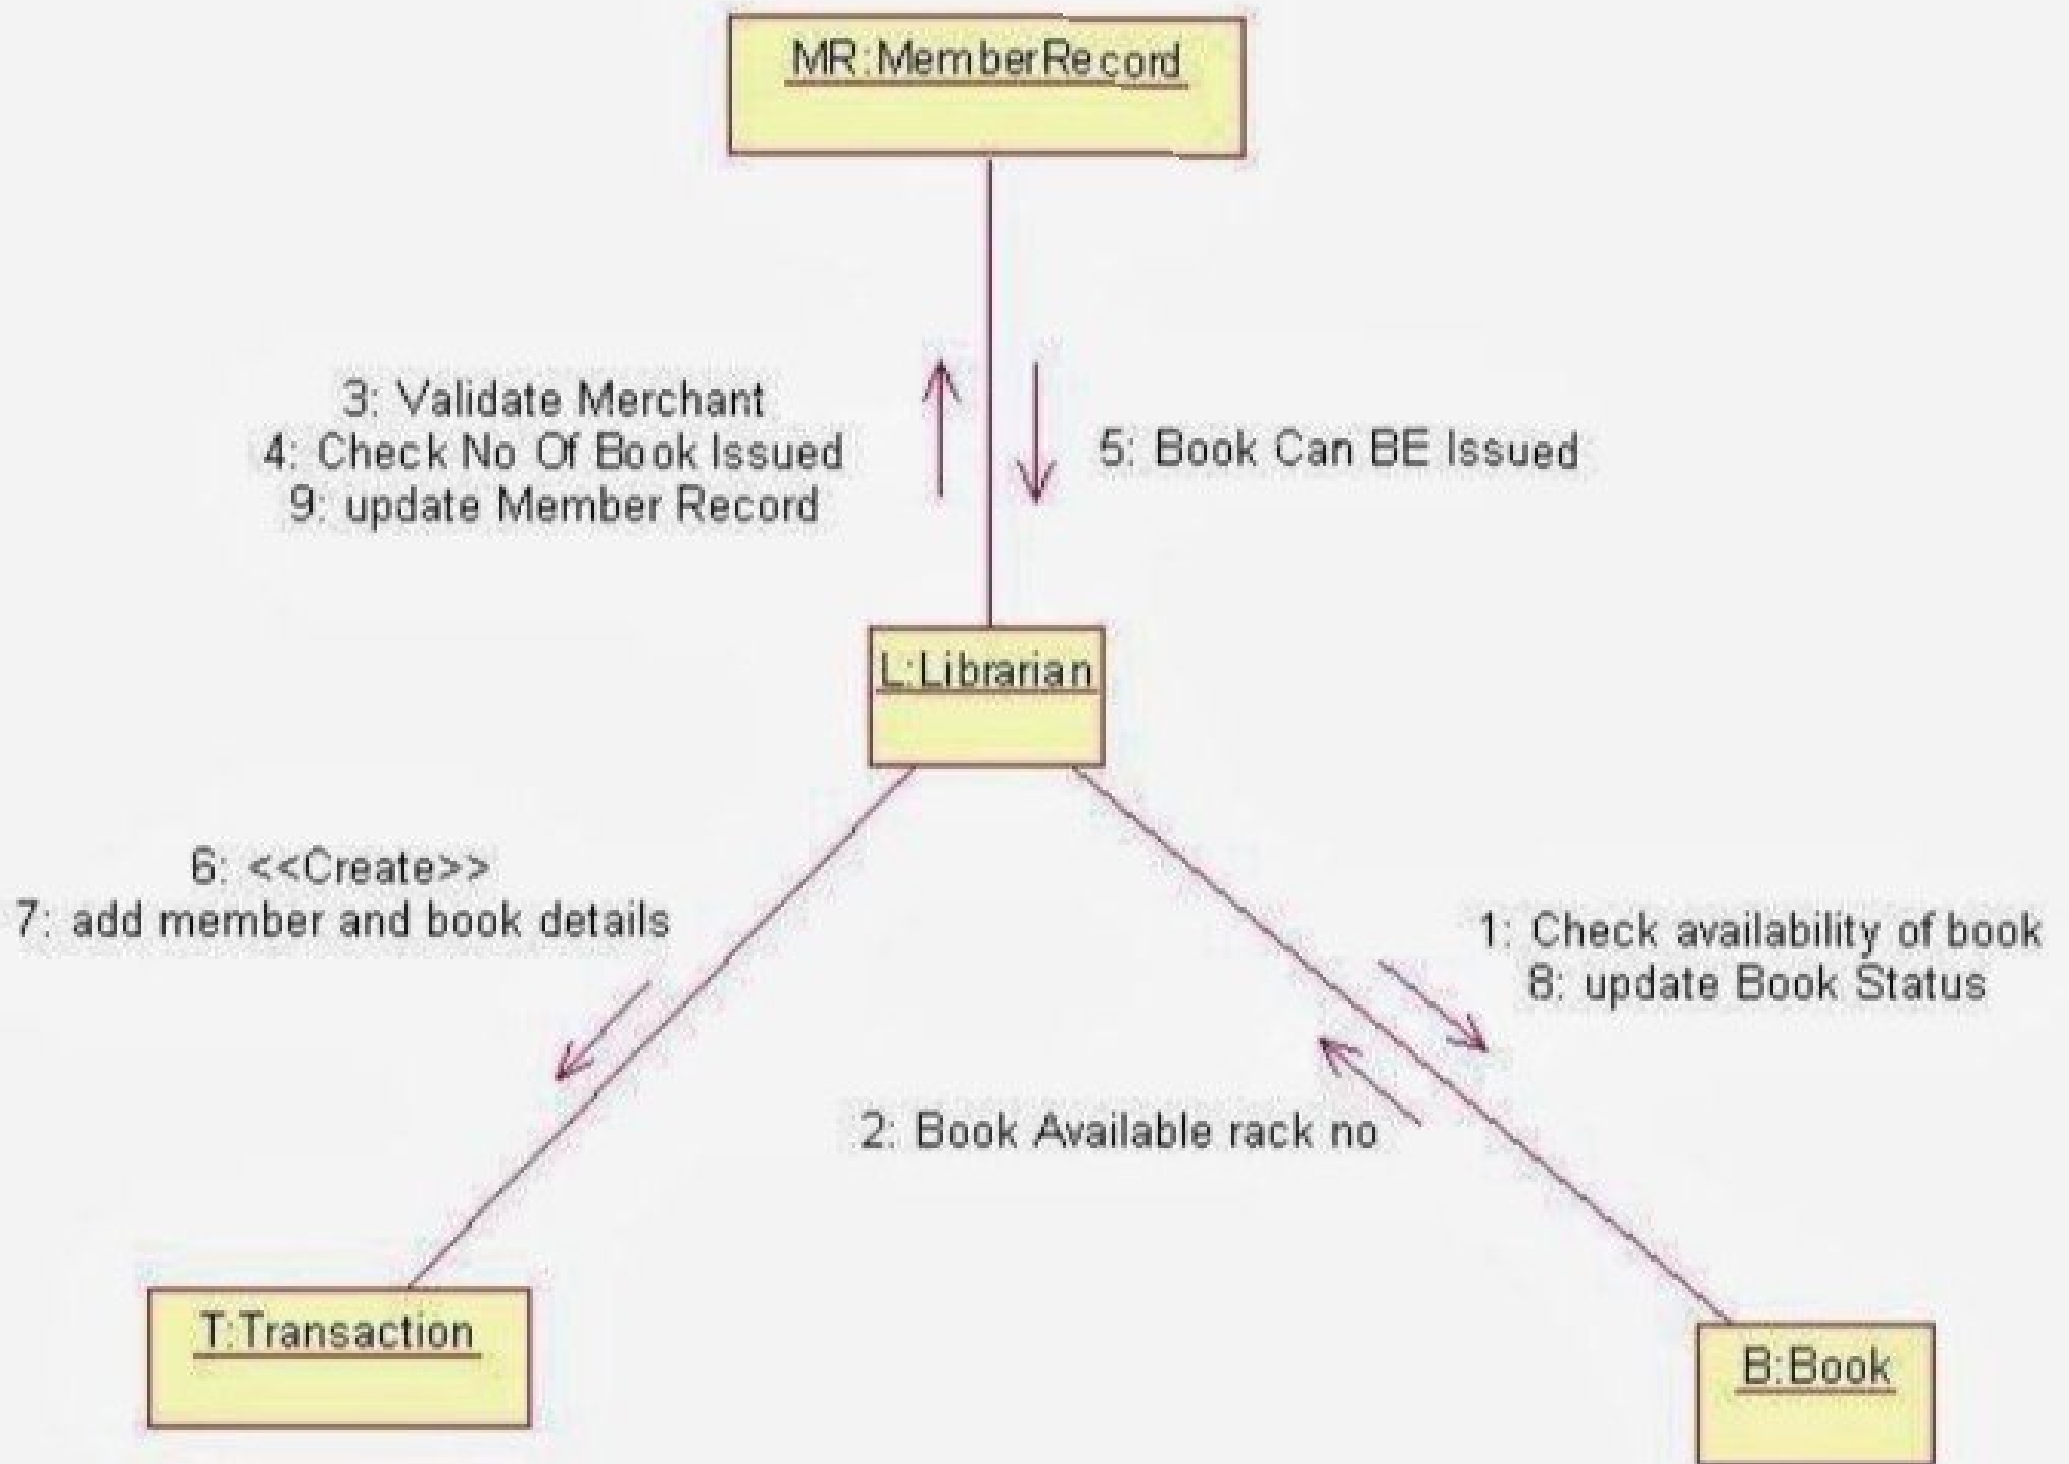 MR:MemberRecord
3: Validate Merchant
4: Check No Of Book Issued
9: update Member Record
5: Book Can BE Issued
L:Librarian
6: <<Create>>
7: add member and book details
1: Check availability of book
8: update Book Status
2: Book Available rack no
T:Transaction
B:Book